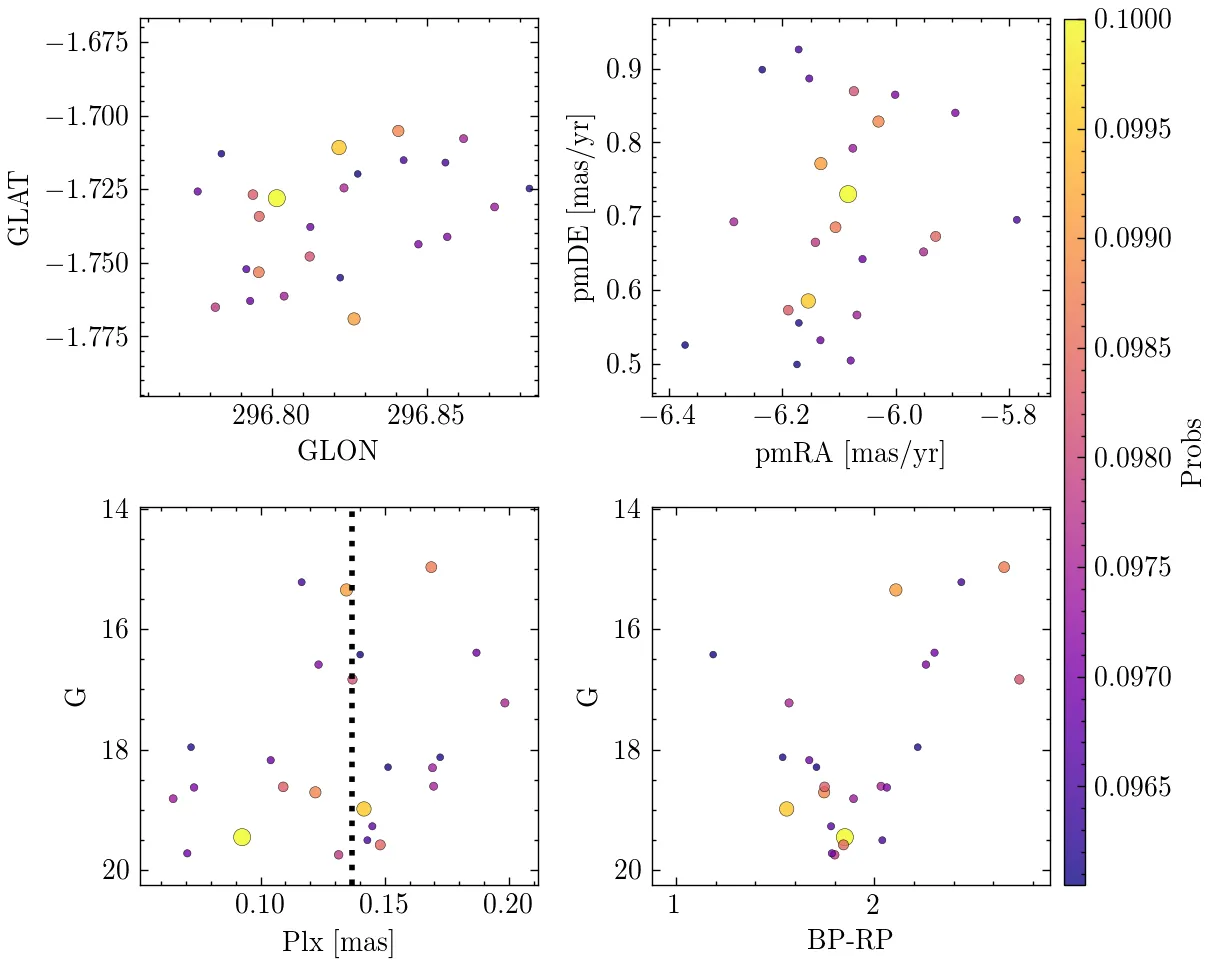 −1.675
−1.700
−1.725
−1.750
−1.775
GLAT
296.80 296.85
GLON
0.9
0.8
0.7
0.6
0.5
pmDE [mas/yr]
−6.4 −6.2 −6.0 −5.8
pmRA [mas/yr]
14
16
18
20
G
0.10 0.15 0.20
Plx [mas]
14
16
18
20
G
1 2
BP-RP
0.1000
0.0995
0.0990
0.0985
0.0980
0.0975
0.0970
0.0965
Probs